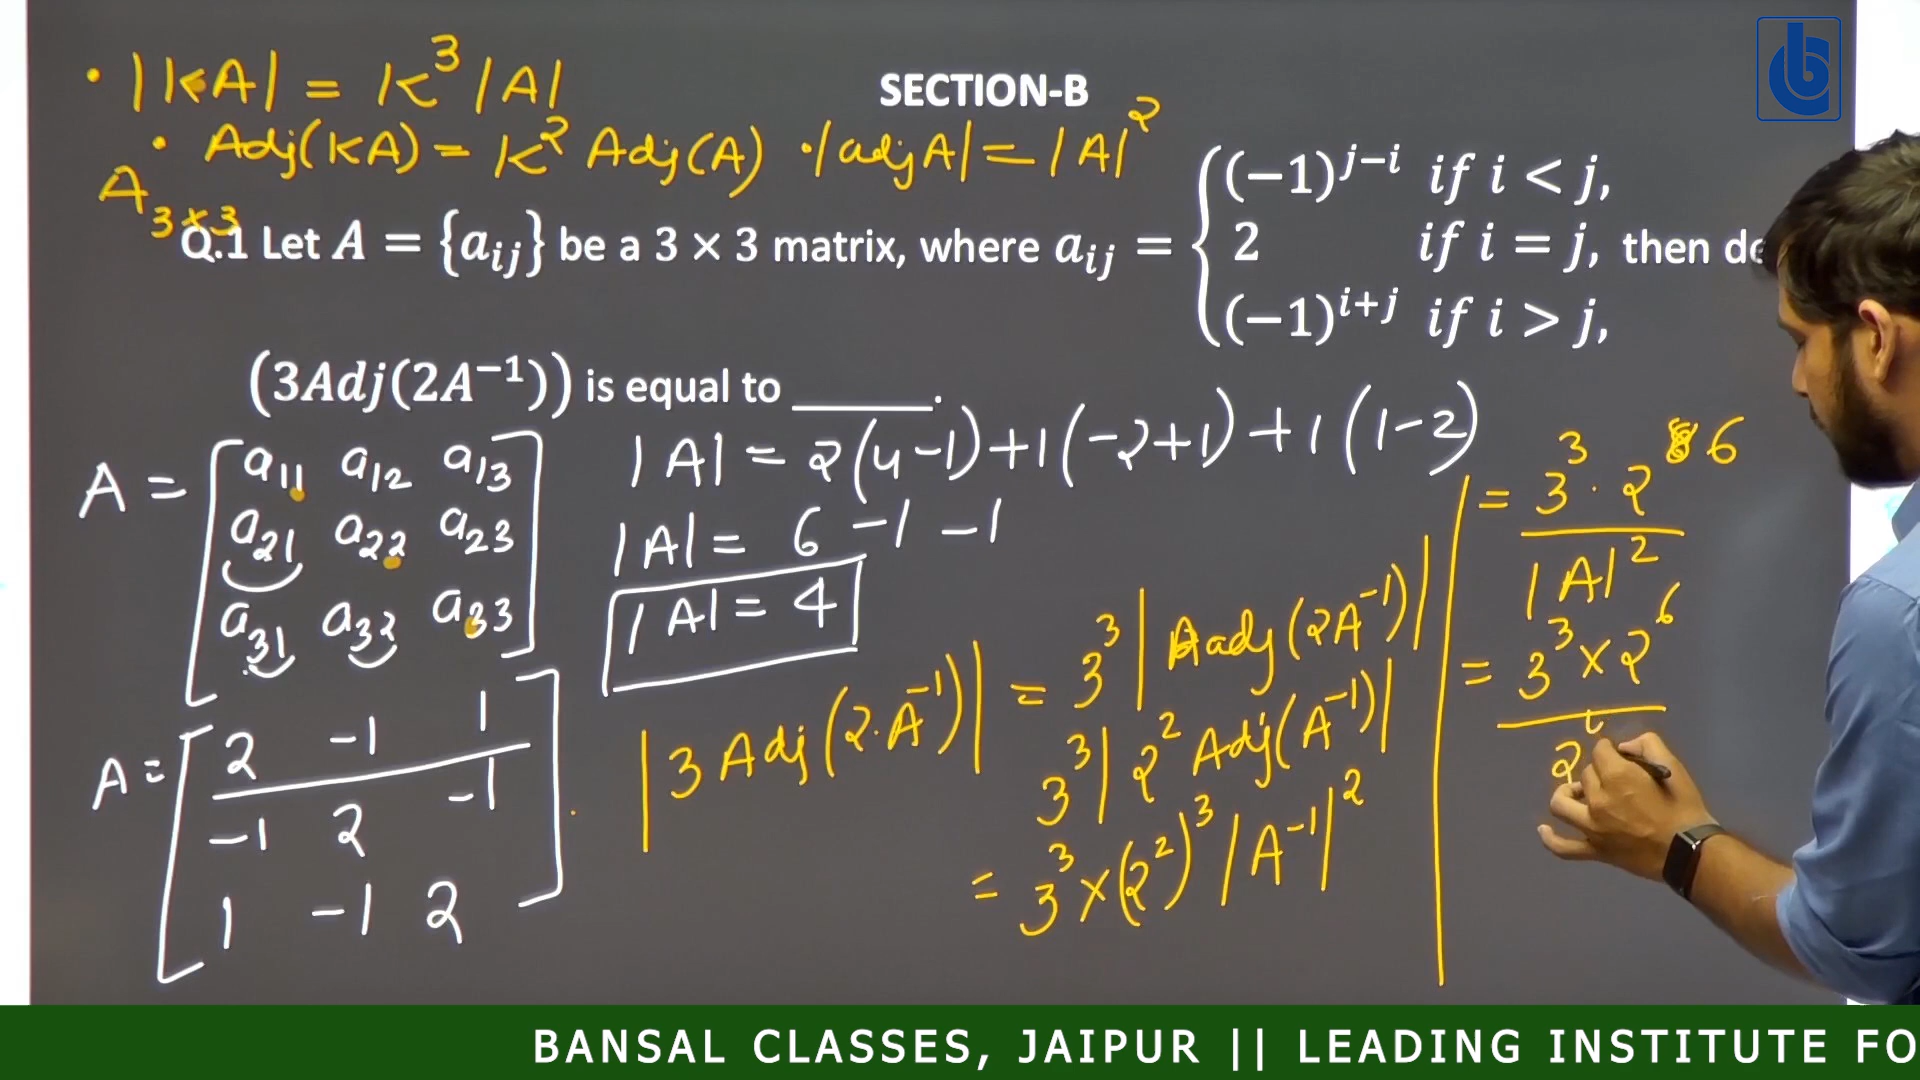 • |KA| = K³ |A|
SECTION-B
• Adj(KA) = K² Adj(A) • |adj A| = |A|²
A₃ₓ₃
Q.1 Let A = {aᵢⱼ} be a 3 × 3 matrix, where aᵢⱼ = { (−1)^{j−i} if i < j,
2 if i = j, then
(−1)^{i+j} if i > j,
(3Adj(2A⁻¹)) is equal to ______.
A = [a₁₁ a₁₂ a₁₃
a₂₁ a₂₂ a₂₃
a₃₁ a₃₂ a₃₃]
A = [2 -1 1
-1 2 -1
1 -1 2]
|A| = 2(4-1)+1(-2+1)+1(1-2)
|A| = 6 -1 -1
|A| = 4
|3 Adj(2.A⁻¹)| = 3³ | adj(2A⁻¹)|
3³| 2² Adj(A⁻¹)|
= 3³×(2²)³ |A⁻¹|²
= 3³ · 2⁶ / |A|²
= 3³×2⁶ / 2
BANSAL CLASSES, JAIPUR || LEADING INSTITUTE FO